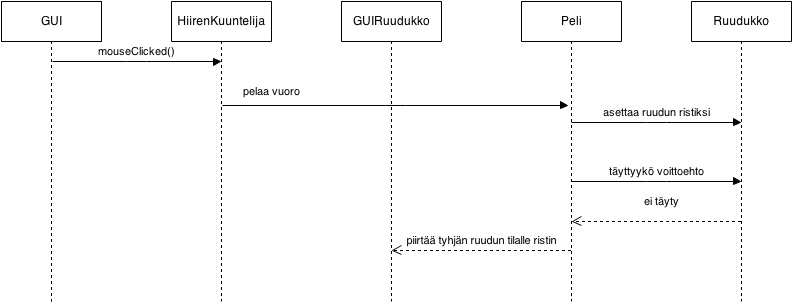 GUI
HiirenKuuntelija
GUIRuudukko
Peli
Ruudukko
mouseClicked()
pelaa vuoro
asettaa ruudun ristiksi
täyttyykö voittoehto
ei täyty
piirtää tyhjän ruudun tilalle ristin